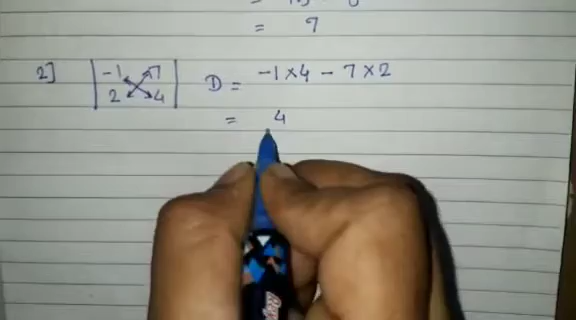 = 7
2] | -1 7 | D = -1 × 4 - 7 × 2
| 2 4 | = 4